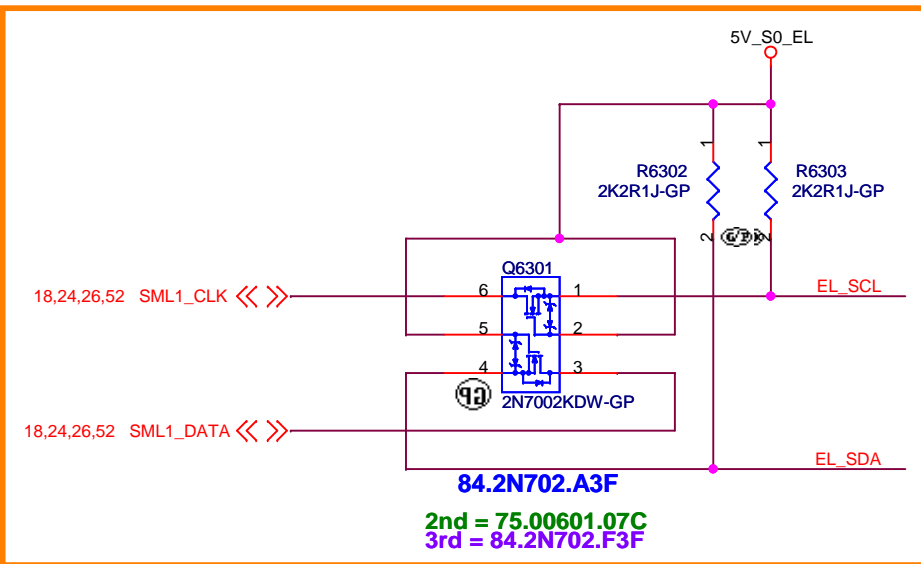 5V_S0_EL
R6302
2K2R1J-GP
R6303
2K2R1J-GP
1
1
2
2
Q6301
18,24,26,52 SML1_CLK
6
1
EL_SCL
5
2
4
3
GP
2N7002KDW-GP
18,24,26,52 SML1_DATA
EL_SDA
84.2N702.A3F
2nd = 75.00601.07C
3rd = 84.2N702.F3F